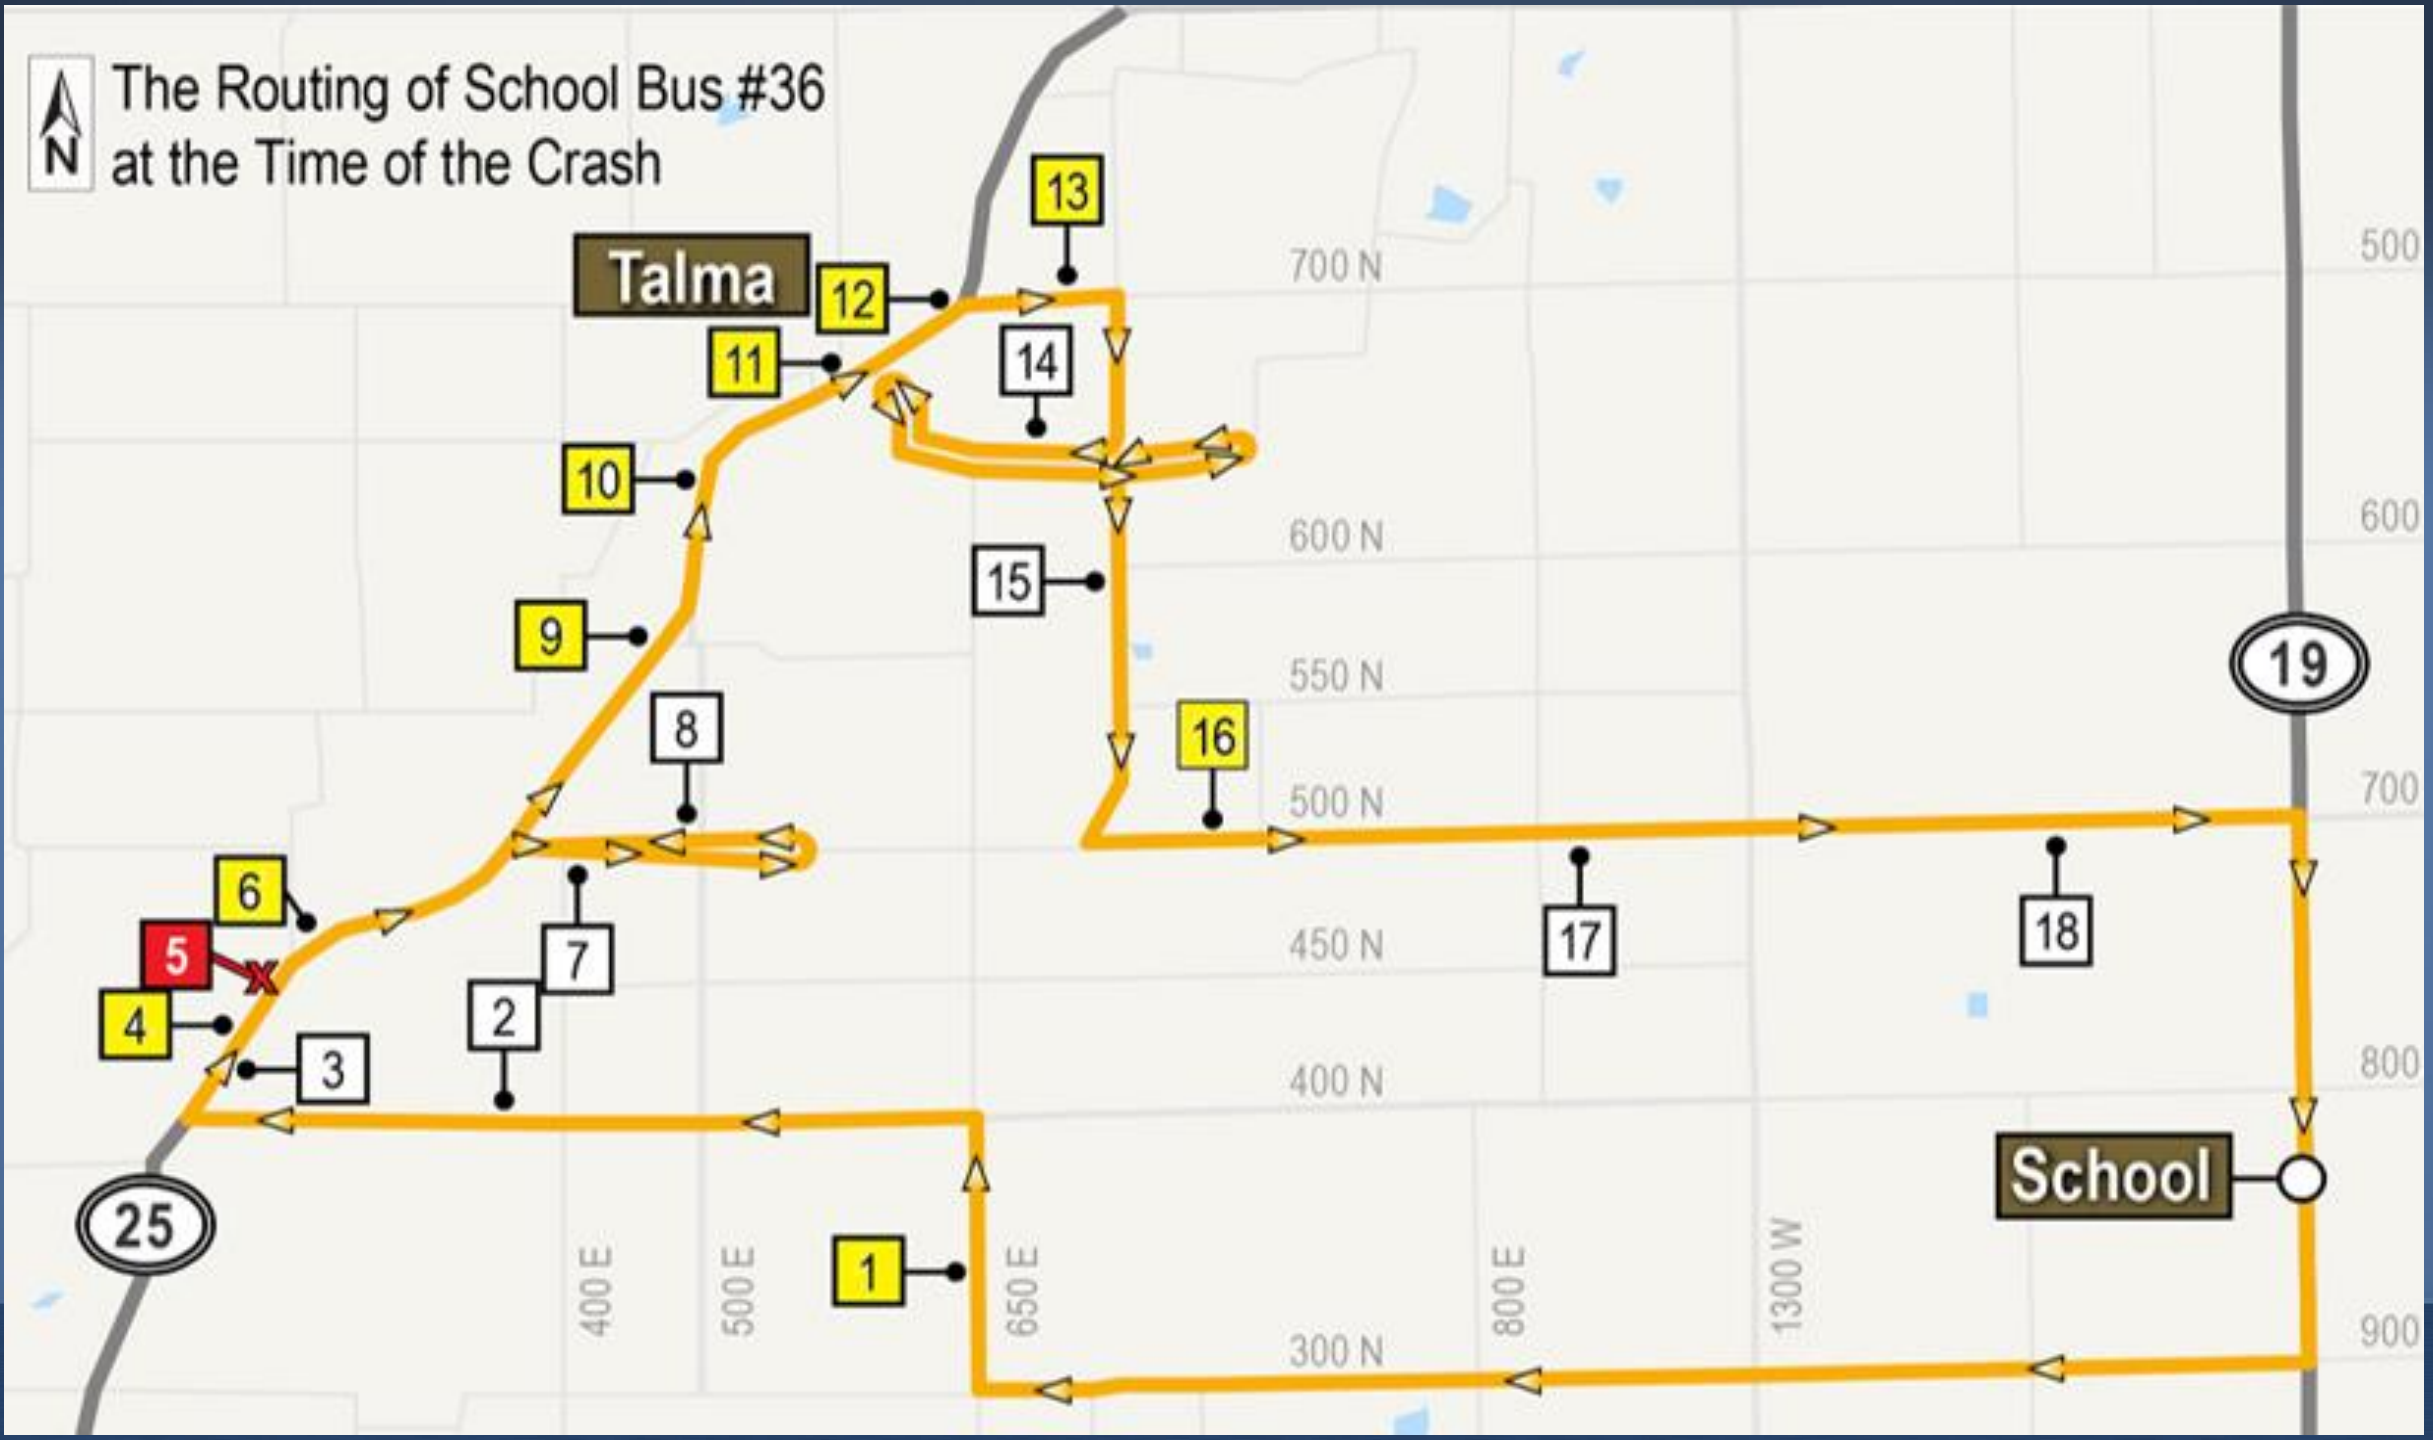 The Routing of School Bus #36
at the Time of the Crash
N
13
Talma
12
700 N
500
11
14
10
600 N
600
15
9
550 N
19
8
16
500 N
700
6
5
7
450 N
17
18
4
2
3
400 N
800
School
25
1
400 E
500 E
650 E
800 E
1300 W
300 N
900